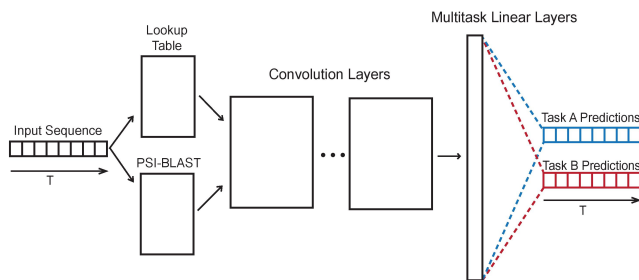 Multitask Linear Layers
Lookup
Table
Convolution Layers
Input Sequence
T
PSI-BLAST
Task A Predictions
Task B Predictions
T